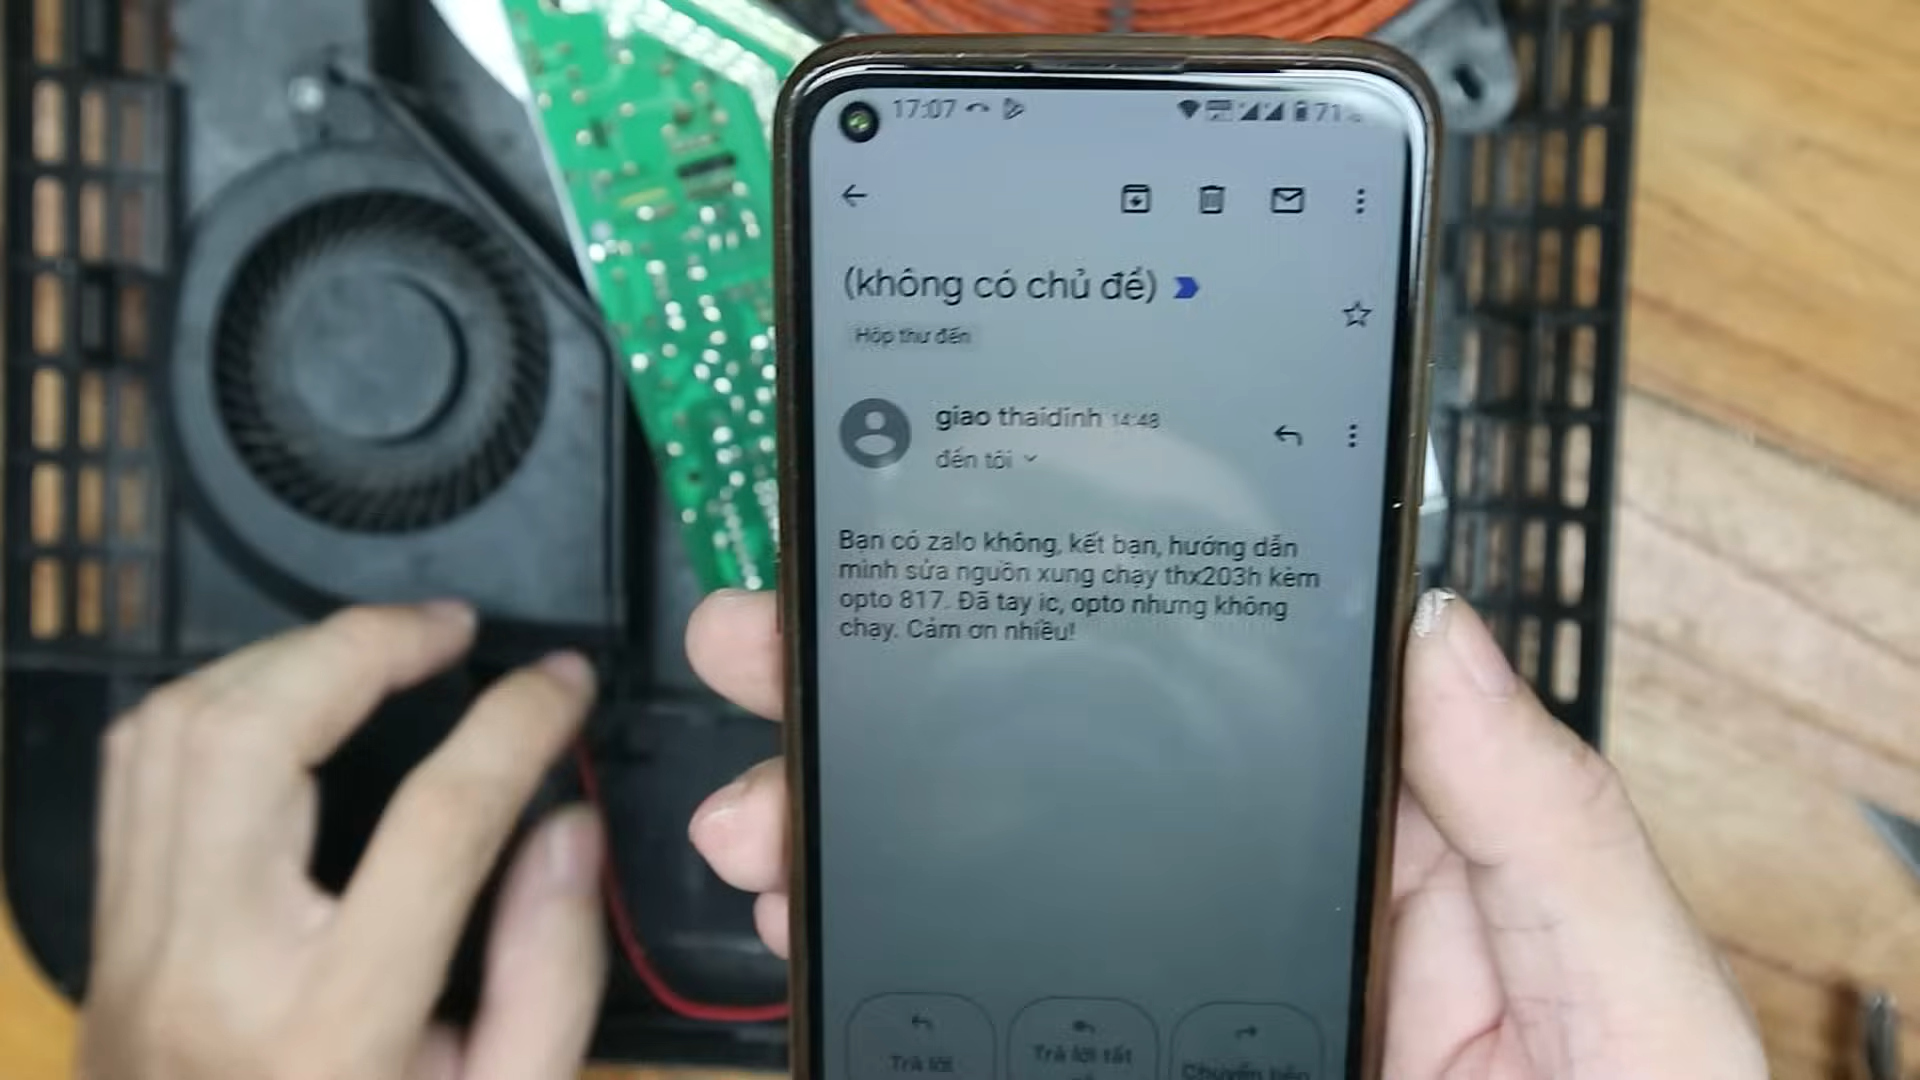 17:07
71
(không có chủ đề)
Hộp thư đến
giao thaidinh 14:48
đến tôi
Bạn có zalo không, kết bạn, hướng dẫn
mình sửa nguồn xung chạy thx203h kèm
opto 817. Đã tay ic, opto nhưng không
chạy. Cảm ơn nhiều!
Trả lời
Trả lời tất
Chuyển tiếp